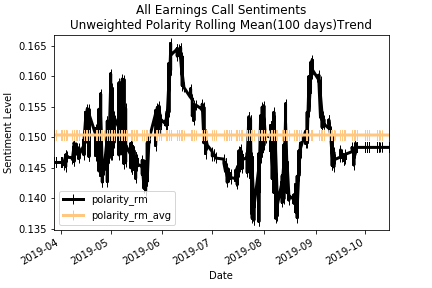 All Earnings Call Sentiments
Unweighted Polarity Rolling Mean(100 days)Trend
Sentiment Level
0.165
0.160
0.155
0.150
0.145
0.140
0.135
polarity_rm
polarity_rm_avg
2019-04
2019-05
2019-06
2019-07
2019-08
2019-09
2019-10
Date